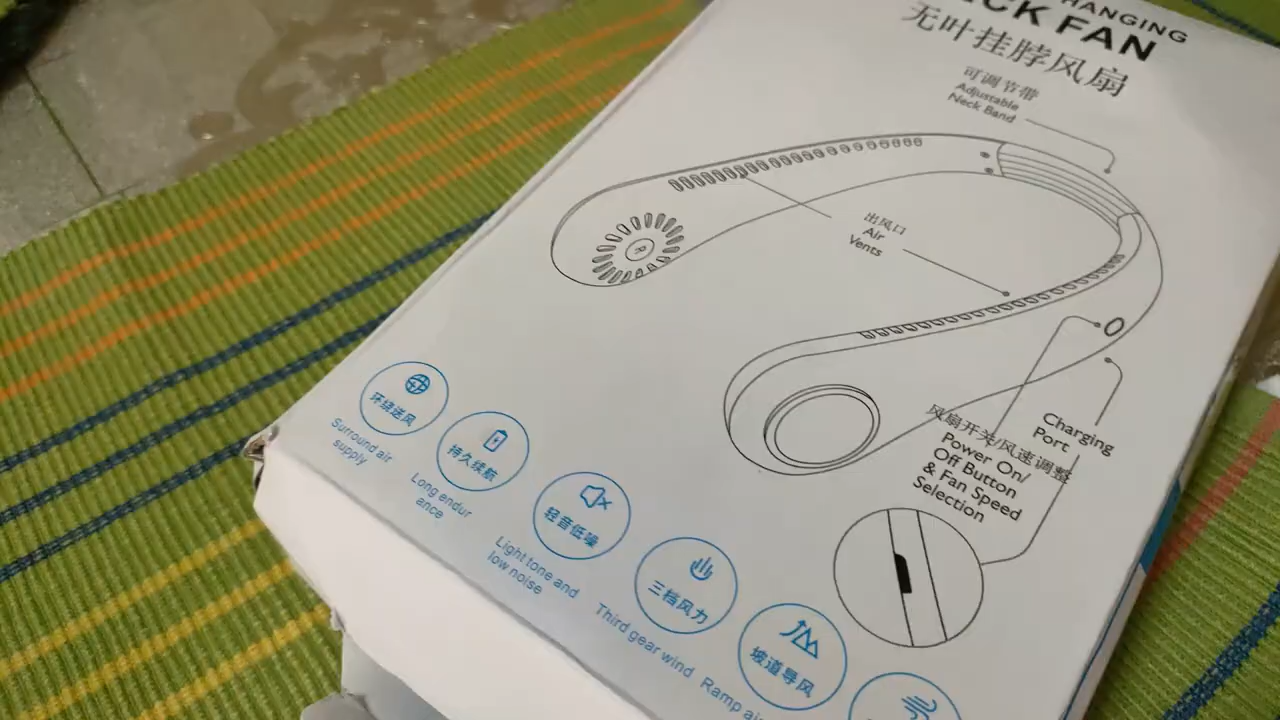 HANGING
CK FAN
无叶挂脖风扇
可调节带
Adjustable
Neck Band
出风口
Air
Vents
Charging
Port
风扇开关/风速调整
Power On/
Off Button
& Fan Speed
Selection
环绕送风
Surround air
supply
持久续航
Long endur
ance
轻音低噪
Light tone and
low noise
三档风力
Third gear wind
坡道导风
Ramp ai
R